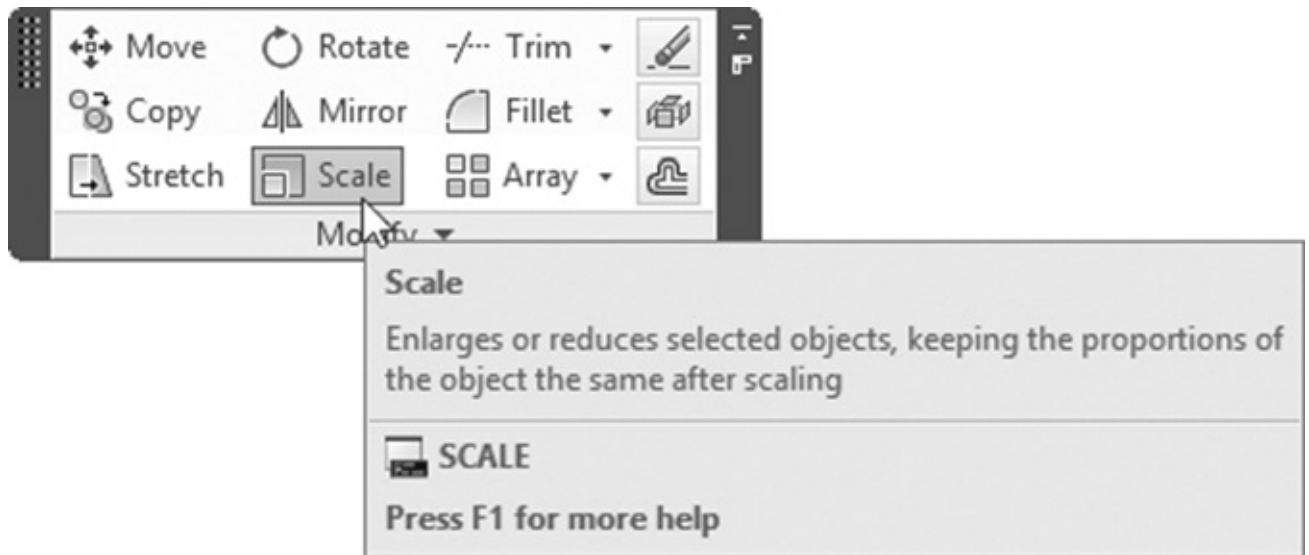 Move Rotate Trim
Copy Mirror Fillet
Stretch Scale Array
Modify
Scale
Enlarges or reduces selected objects, keeping the proportions of
the object the same after scaling
SCALE
Press F1 for more help